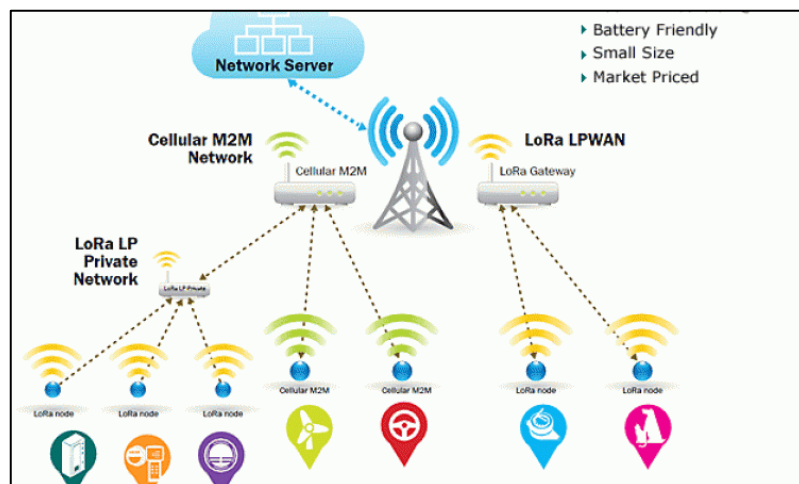 Battery Friendly
Small Size
Market Priced
Network Server
Cellular M2M
Network
Cellular M2M
LoRa LPWAN
LoRa Gateway
LoRa LP
Private
Network
LoRa LP Private
Cellular M2M
Cellular M2M
LoRa node
LoRa node
LoRa node
LoRa node
LoRa node